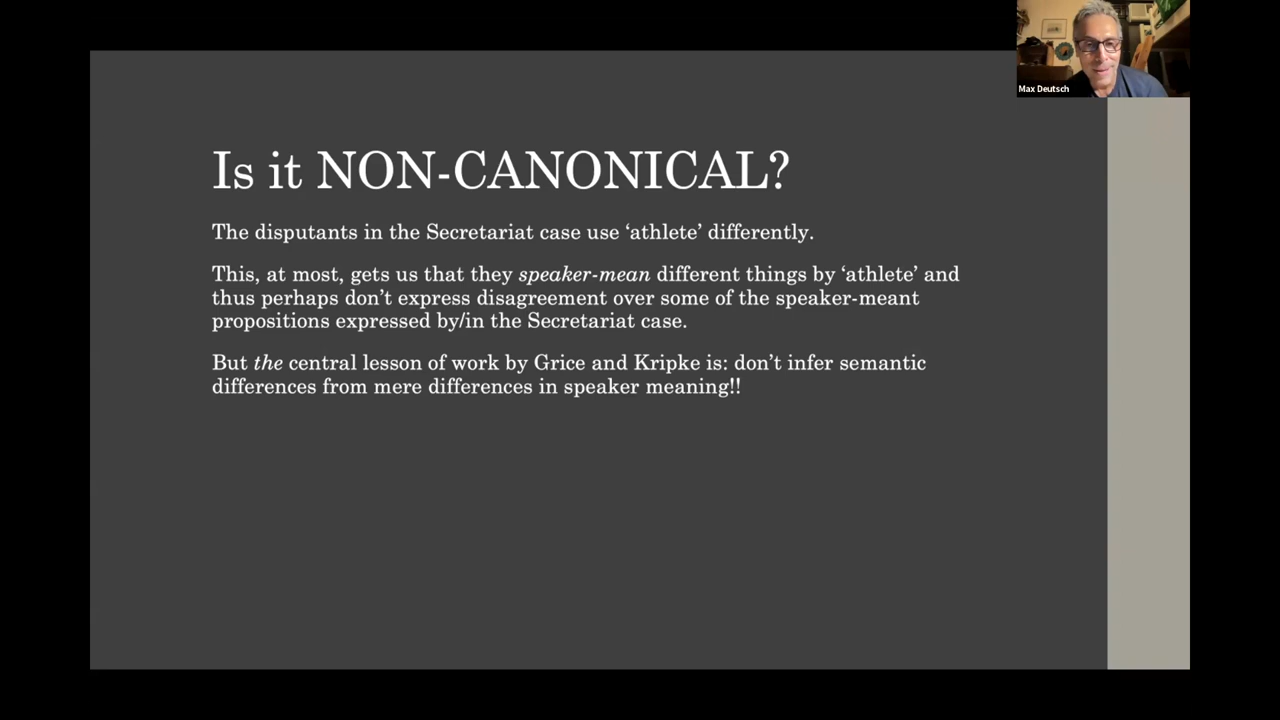 Max Deutsch
Is it NON-CANONICAL?
The disputants in the Secretariat case use ‘athlete’ differently.
This, at most, gets us that they speaker-mean different things by ‘athlete’ and
thus perhaps don’t express disagreement over some of the speaker-meant
propositions expressed by/in the Secretariat case.
But the central lesson of work by Grice and Kripke is: don’t infer semantic
differences from mere differences in speaker meaning!!